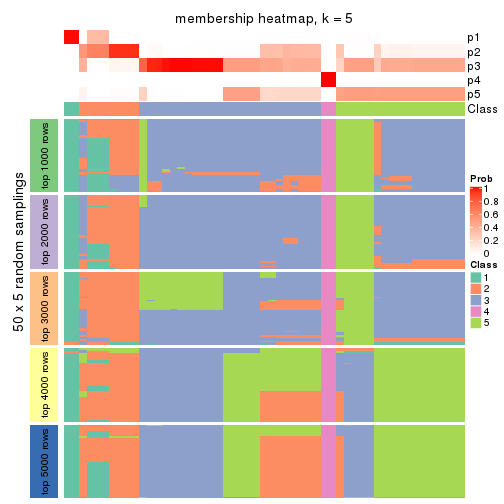 membership heatmap, k = 5
p1
p2
p3
p4
p5
Class
50 x 5 random samplings
top 1000 rows
top 2000 rows
top 3000 rows
top 4000 rows
top 5000 rows
Prob
1
0.8
0.6
0.4
0.2
0
Class
1
2
3
4
5